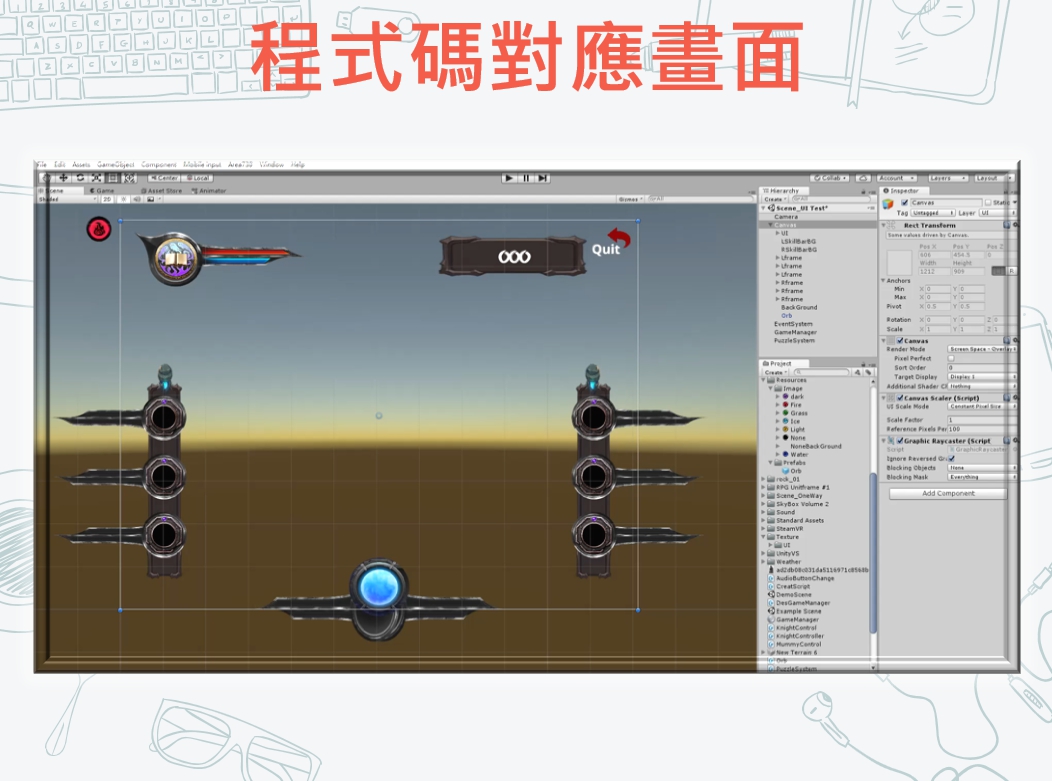 程式碼對應畫面
File Edit Assets GameObject Component Mobile Input Area730 Window Help
Center Local
Collab Account Layers Layout
Scene Game Asset Store Animator
Shaded 2D Gizmos
Quit
Hierarchy
Create
Scene_UI Test*
Camera
Canvas
UI
LSkillBarBG
RSkillBarBG
Uframe
Uframe
Lframe
Rframe
Rframe
Rframe
BackGround
Orb
EventSystem
GameManager
PuzzleSystem
Project
Create
Resources
Image
dark
Fire
Grass
Ice
Light
None
NoneBackGround
Water
Prefabs
Orb
rock_01
RPG Unitframe #1
Scene_OneWay
SkyBox Volume 2
Sound
Standard Assets
SteamVR
Texture
UI
UnityVS
Weather
AudioButtonChange
CreatScript
DemoScene
DesGameManager
Example Scene
GameManager
KnightControl
KnightController
MummyControl
New Terrain 6
Orb
PuzzleSystem
Inspector
Canvas Static
Tag Untagged Layer UI
Rect Transform
Some values driven by Canvas.
Pos X Pos Y Pos Z
606 454.5 0
Width Height
1212 909
R
Anchors
Min X 0 Y 0
Max X 0 Y 0
Pivot X 0.5 Y 0.5
Rotation X 0 Y 0 Z 0
Scale X 1 Y 1 Z 1
Canvas
Render Mode Screen Space - Overlay
Pixel Perfect
Sort Order 0
Target Display Display 1
Additional Shader Cl Nothing
Canvas Scaler (Script)
UI Scale Mode Constant Pixel Size
Scale Factor 1
Reference Pixels Per 100
Graphic Raycaster (Script
Script GraphicRaycaster
Ignore Reversed Gra
Blocking Objects None
Blocking Mask Everything
Add Component